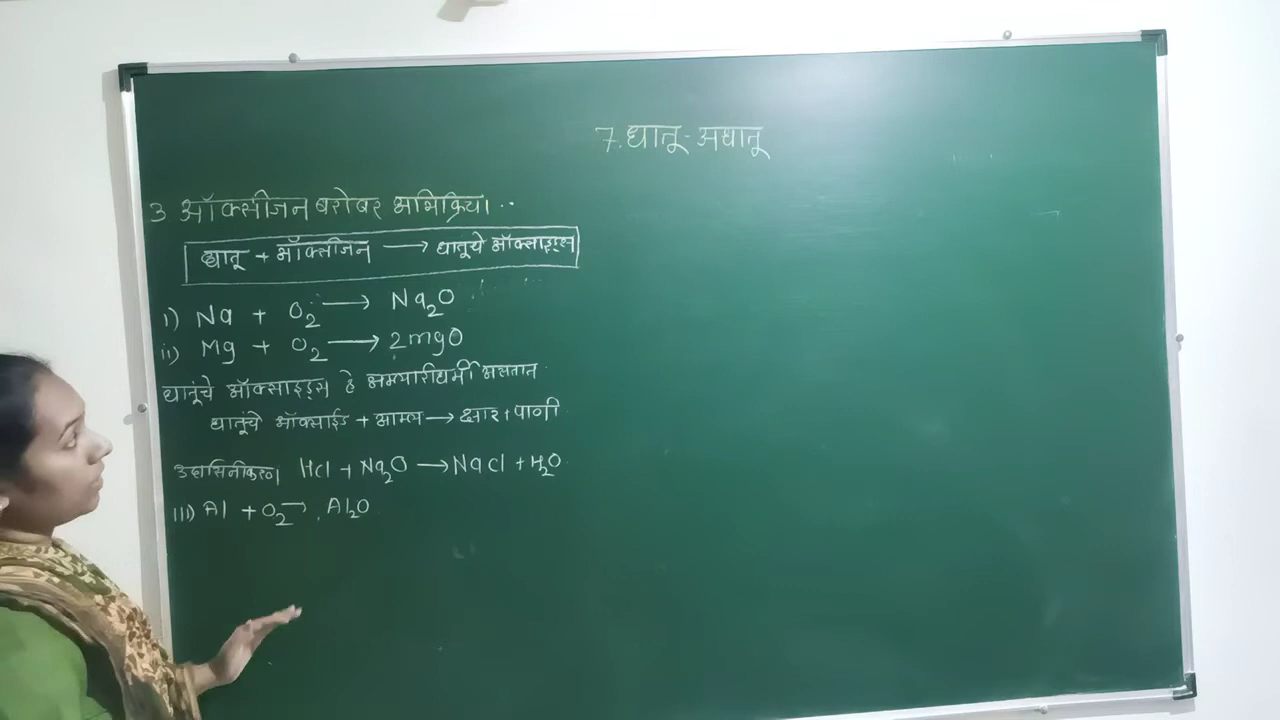 7. धातू - अधातू
3 ऑक्सीजन बरोबर अभिक्रिया..
धातू + ऑक्सीजन → धातूचे ऑक्साइड्स
i) Na + O₂ → Na₂O
ii) Mg + O₂ → 2mgO
धातूंचे ऑक्साइड्स हे आम्लारीधर्मी असतात.
धातूंचे ऑक्साईड + आम्ल → क्षार + पाणी
उदासिनीकरण HCl + Na₂O → NaCl + H₂O
III) Al + O₂ → Al₂O